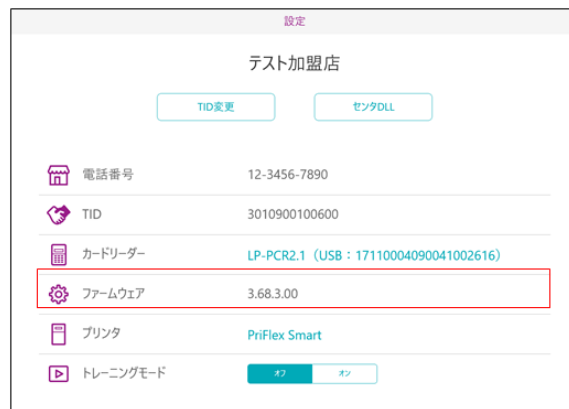 設定
テスト加盟店
TID変更 センタDLL
電話番号 12-3456-7890
TID 3010900100600
カードリーダー LP-PCR2.1（USB：17110004090041002616）
ファームウェア 3.68.3.00
プリンタ PriFlex Smart
トレーニングモード オフ オン